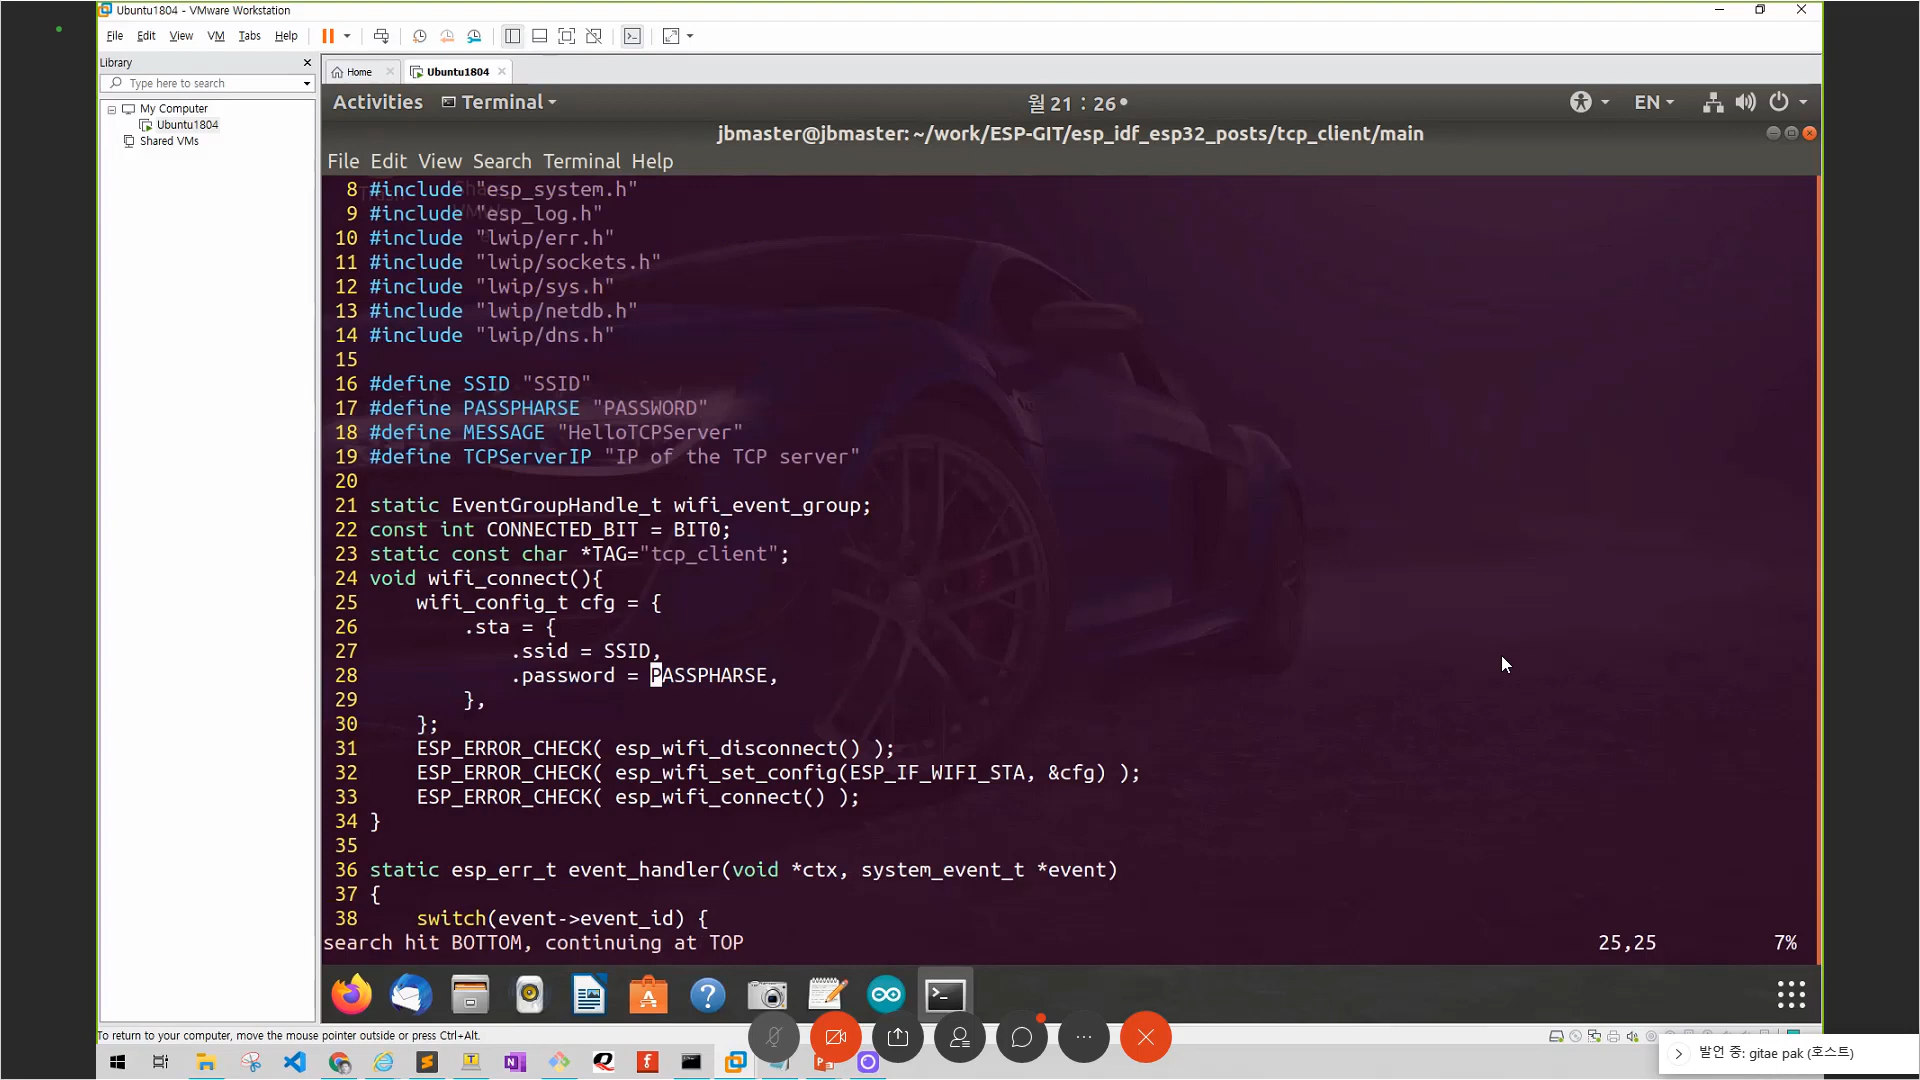 Ubuntu1804 - VMware Workstation
File Edit View VM Tabs Help
Library
Type here to search
My Computer
Ubuntu1804
Shared VMs
Home
Ubuntu1804
Activities
Terminal
월 21 : 26
EN
jbmaster@jbmaster: ~/work/ESP-GIT/esp_idf_esp32_posts/tcp_client/main
File Edit View Search Terminal Help
8 #include "esp_system.h"
9 #include "esp_log.h"
10 #include "lwip/err.h"
11 #include "lwip/sockets.h"
12 #include "lwip/sys.h"
13 #include "lwip/netdb.h"
14 #include "lwip/dns.h"
15
16 #define SSID "SSID"
17 #define PASSPHARSE "PASSWORD"
18 #define MESSAGE "HelloTCPServer"
19 #define TCPServerIP "IP of the TCP server"
20
21 static EventGroupHandle_t wifi_event_group;
22 const int CONNECTED_BIT = BIT0;
23 static const char *TAG="tcp_client";
24 void wifi_connect(){
25     wifi_config_t cfg = {
26         .sta = {
27             .ssid = SSID,
28             .password = PASSPHARSE,
29         },
30     };
31     ESP_ERROR_CHECK( esp_wifi_disconnect() );
32     ESP_ERROR_CHECK( esp_wifi_set_config(ESP_IF_WIFI_STA, &cfg) );
33     ESP_ERROR_CHECK( esp_wifi_connect() );
34 }
35
36 static esp_err_t event_handler(void *ctx, system_event_t *event)
37 {
38     switch(event->event_id) {
search hit BOTTOM, continuing at TOP 25,25 7%
To return to your computer, move the mouse pointer outside or press Ctrl+Alt.
발언 중: gitae pak (호스트)